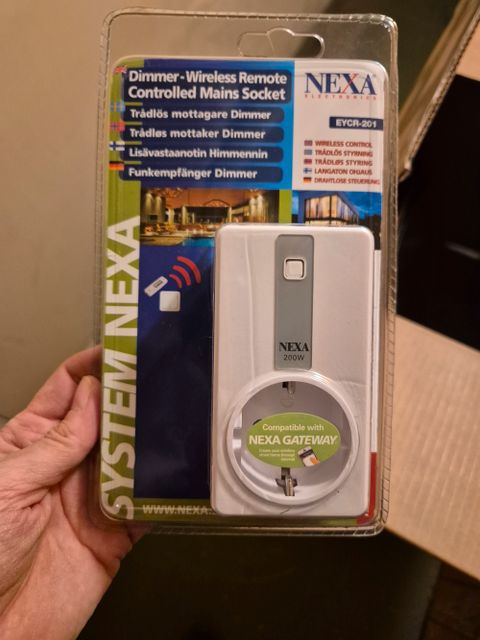 Dimmer-Wireless Remote
Controlled Mains Socket
Trådlös mottagare Dimmer
Trådløs mottaker Dimmer
Lisävastaanotin Himmennin
Funkempfänger Dimmer
NEXA
ELECTRONICS
EYCR-201
WIRELESS CONTROL
TRÅDLÖS STYRNING
TRÅDLØS STYRING
LANGATON OHJAUS
DRAHTLOSE STEUERUNG
SYSTEM NEXA
NEXA
200W
Compatible with
NEXA GATEWAY
WWW.NEXA.